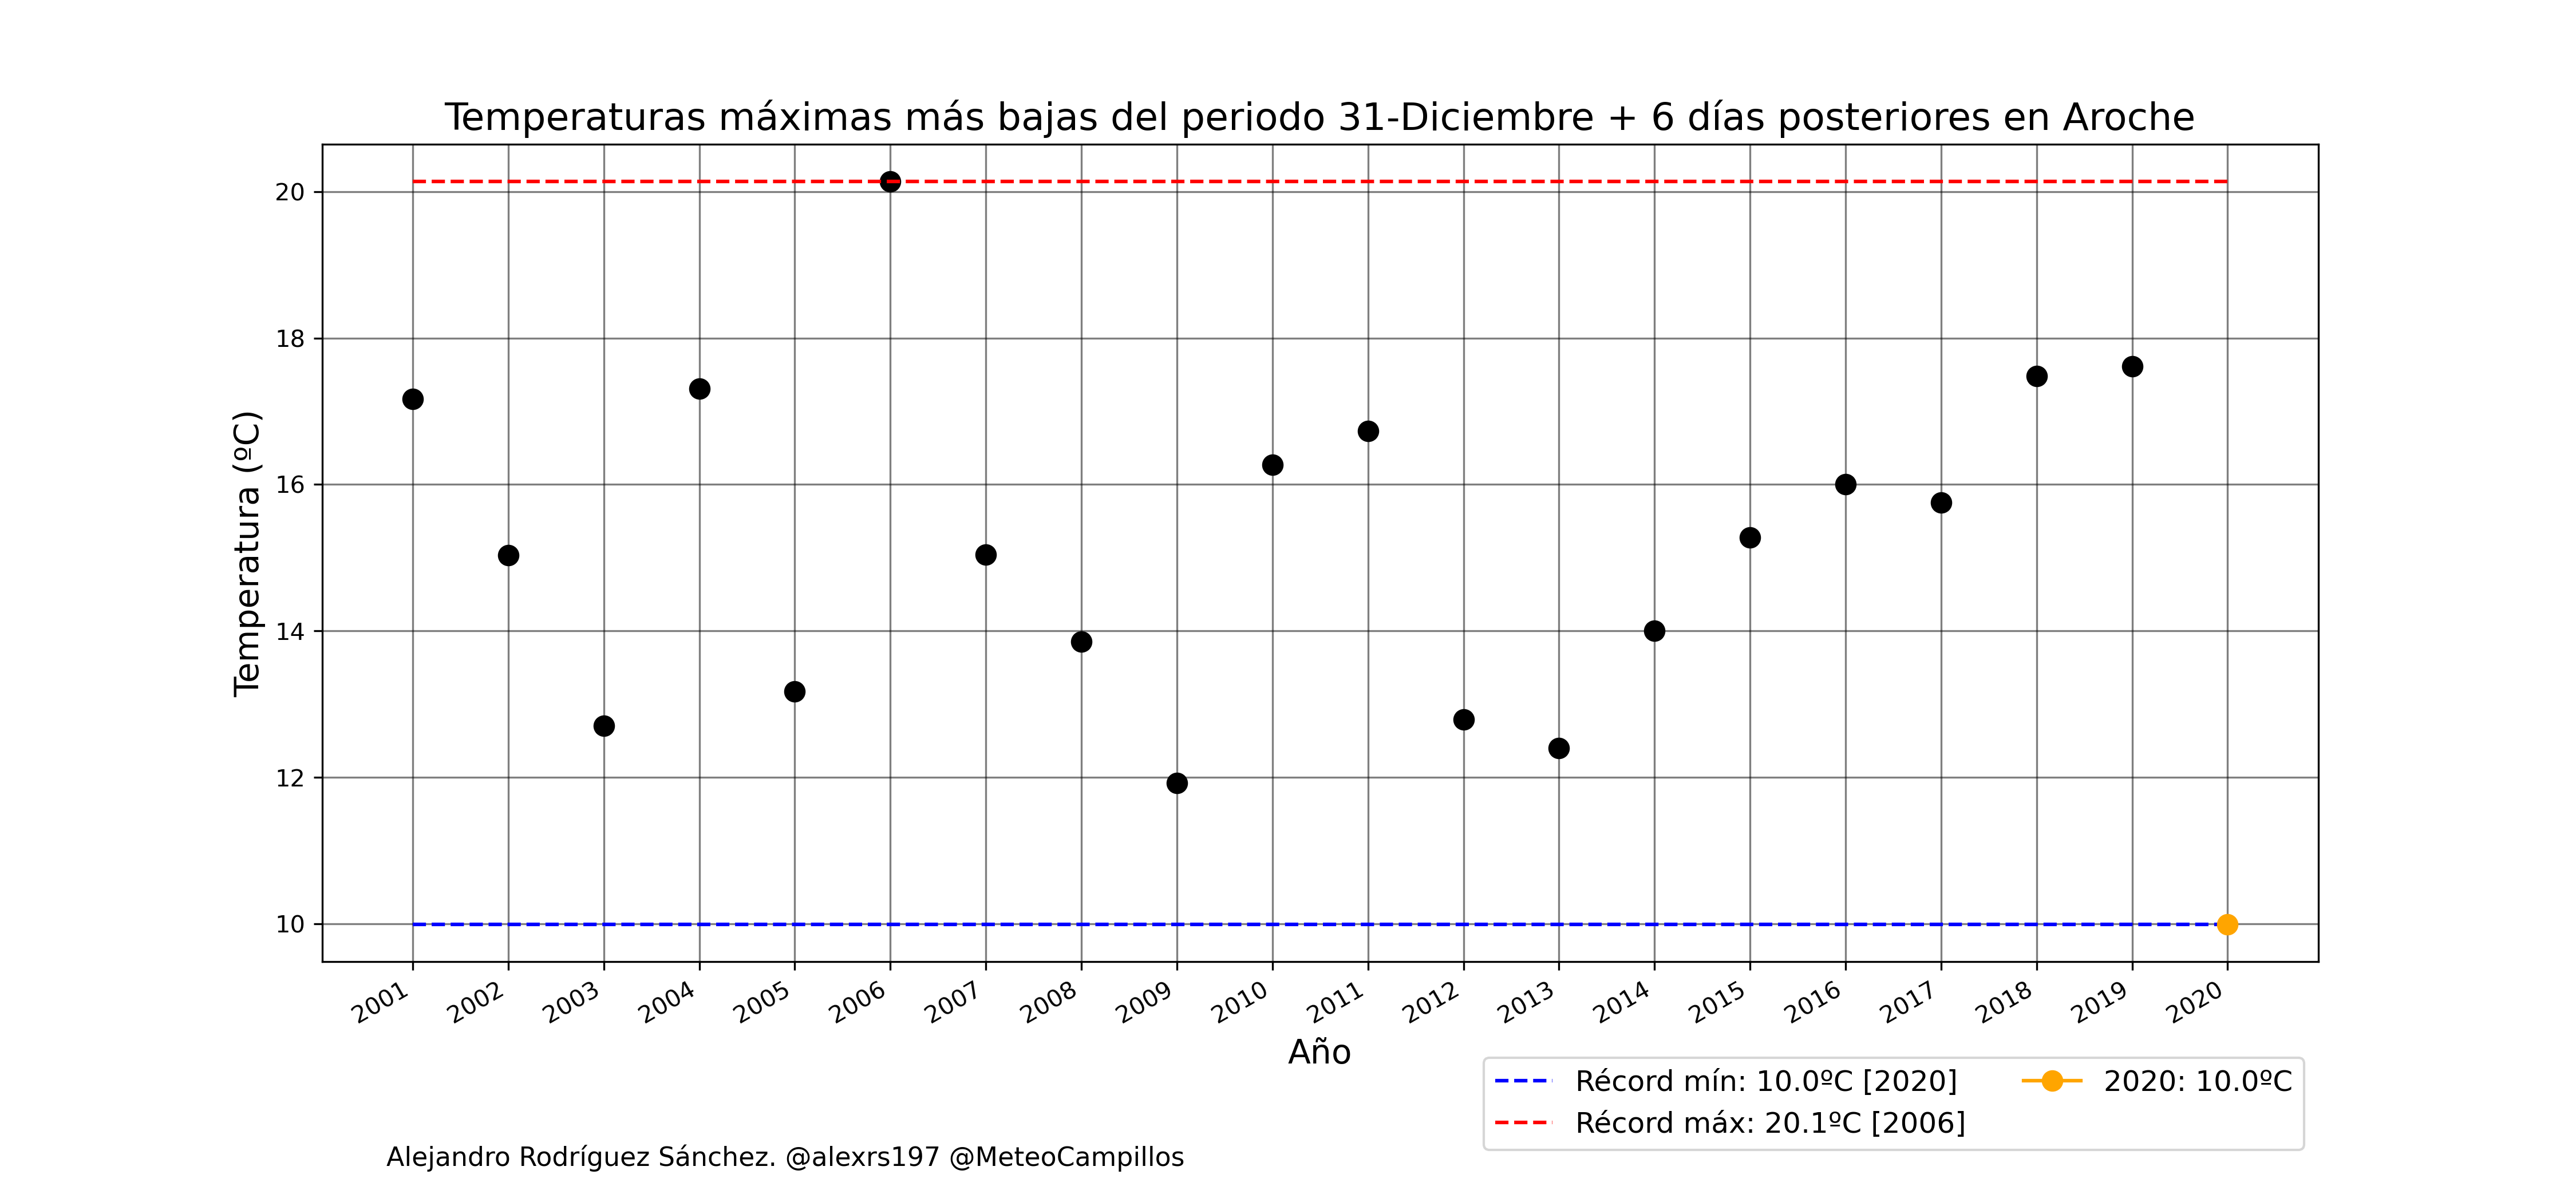 Temperaturas máximas más bajas del periodo 31-Diciembre + 6 días posteriores en Aroche
Temperatura (ºC)
20
18
16
14
12
10
2001 2002 2003 2004 2005 2006 2007 2008 2009 2010 2011 2012 2013 2014 2015 2016 2017 2018 2019 2020
Año
Récord mín: 10.0ºC [2020]
Récord máx: 20.1ºC [2006]
2020: 10.0ºC
Alejandro Rodríguez Sánchez. @alexrs197 @MeteoCampillos